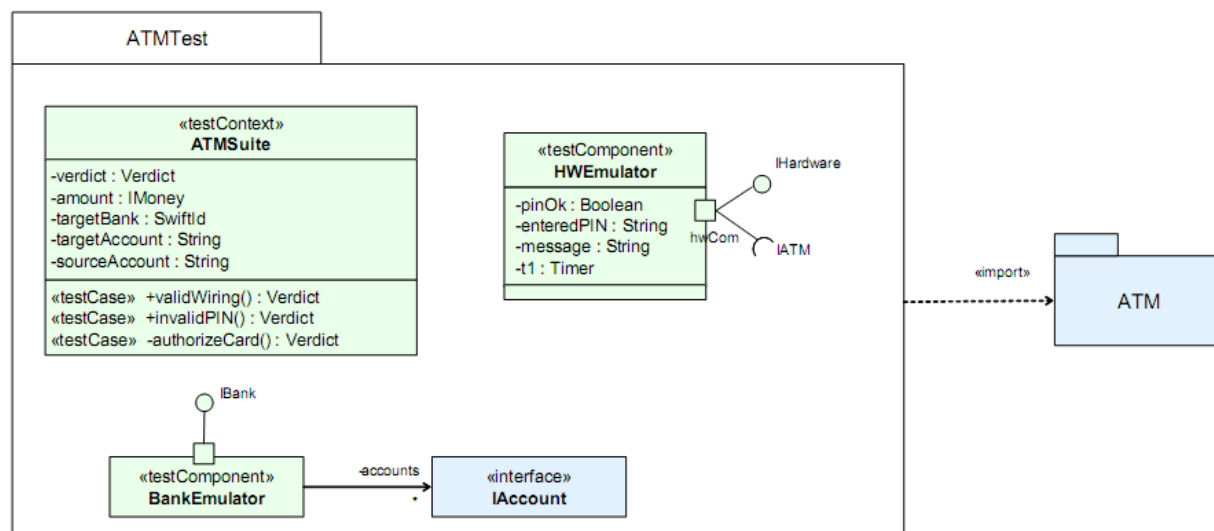 ATMTest
«testContext»
ATMSuite
-verdict : Verdict
-amount : IMoney
-targetBank : SwiftId
-targetAccount : String
-sourceAccount : String
«testCase» +validWiring() : Verdict
«testCase» +invalidPIN() : Verdict
«testCase» -authorizeCard() : Verdict
«testComponent»
HWEmulator
-pinOk : Boolean
-enteredPIN : String
-message : String
-t1 : Timer
hwCom
IHardware
IATM
«import»
ATM
IBank
«testComponent»
BankEmulator
-accounts
*
«interface»
IAccount